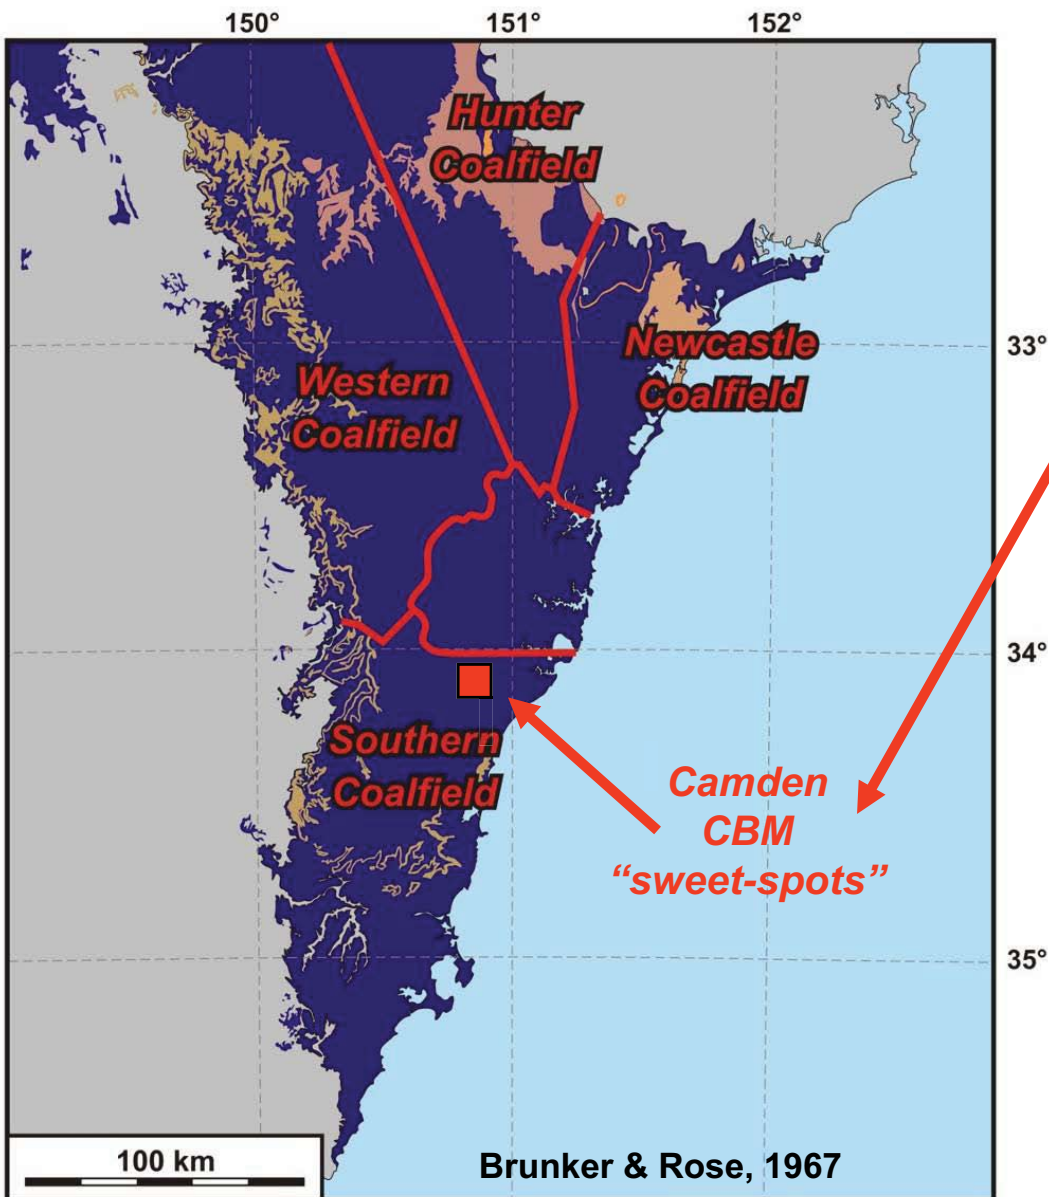 150°
151°
152°
Hunter
Coalfield
33°
Newcastle
Coalfield
Western
Coalfield
34°
Southern
Coalfield
Camden
CBM
“sweet-spots”
35°
100 km
Brunker & Rose, 1967